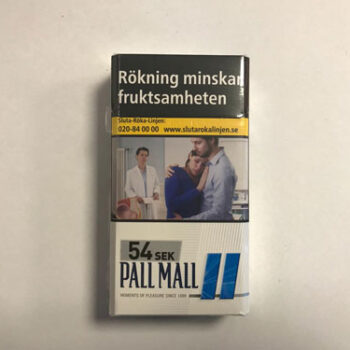 Rökning minskar
fruktsamheten
Sluta-Röka-Linjen:
020-84 00 00 www.slutarokalinjen.se
54 SEK
PALL MALL
MOMENTS OF PLEASURE SINCE 1899